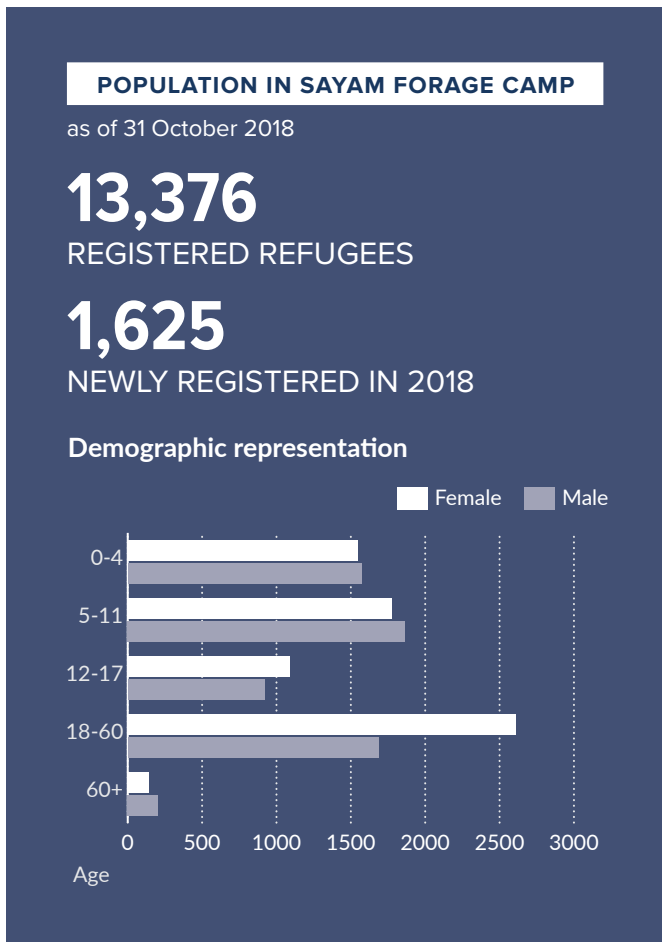 POPULATION IN SAYAM FORAGE CAMP
as of 31 October 2018
13,376
REGISTERED REFUGEES
1,625
NEWLY REGISTERED IN 2018
Demographic representation
Female Male
0-4
5-11
12-17
18-60
60+
0 500 1000 1500 2000 2500 3000
Age